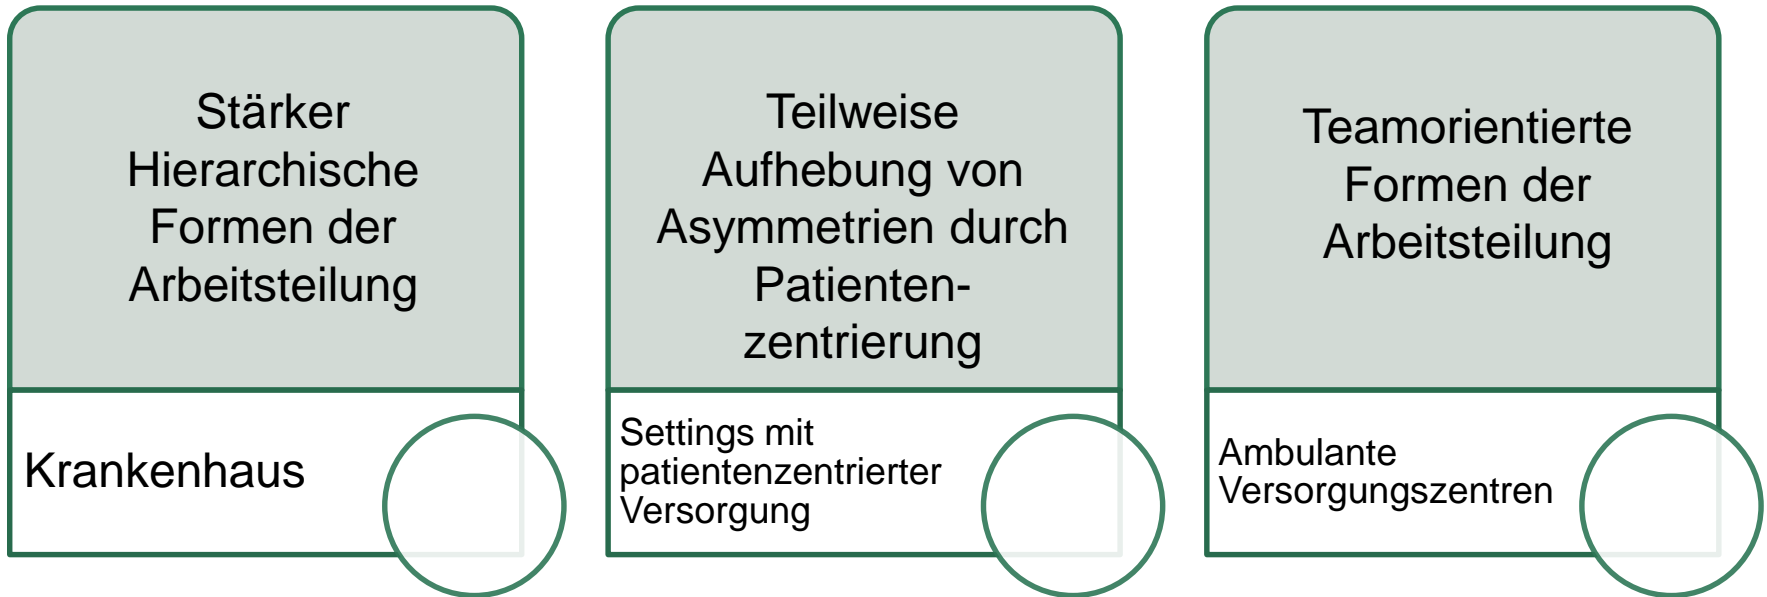 Stärker
Hierarchische
Formen der
Arbeitsteilung
Krankenhaus
Teilweise
Aufhebung von
Asymmetrien durch
Patienten-
zentrierung
Settings mit
patientenzentrierter
Versorgung
Teamorientierte
Formen der
Arbeitsteilung
Ambulante
Versorgungszentren